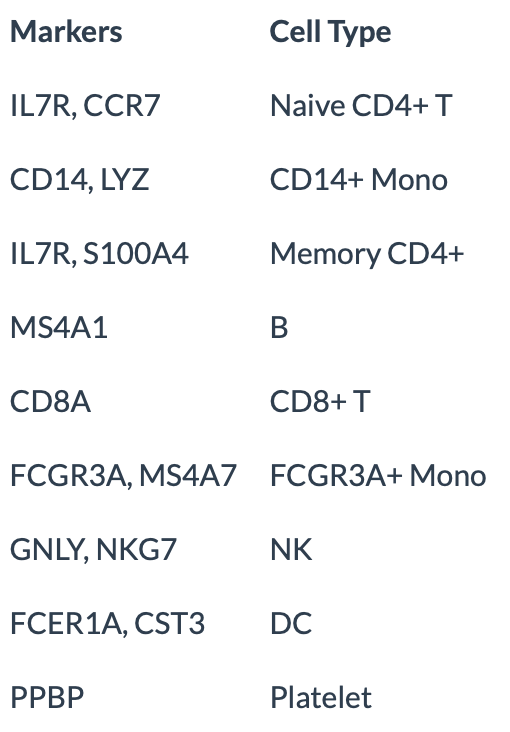 Markers Cell Type
IL7R, CCR7 Naive CD4+ T
CD14, LYZ CD14+ Mono
IL7R, S100A4 Memory CD4+
MS4A1 B
CD8A CD8+ T
FCGR3A, MS4A7 FCGR3A+ Mono
GNLY, NKG7 NK
FCER1A, CST3 DC
PPBP Platelet